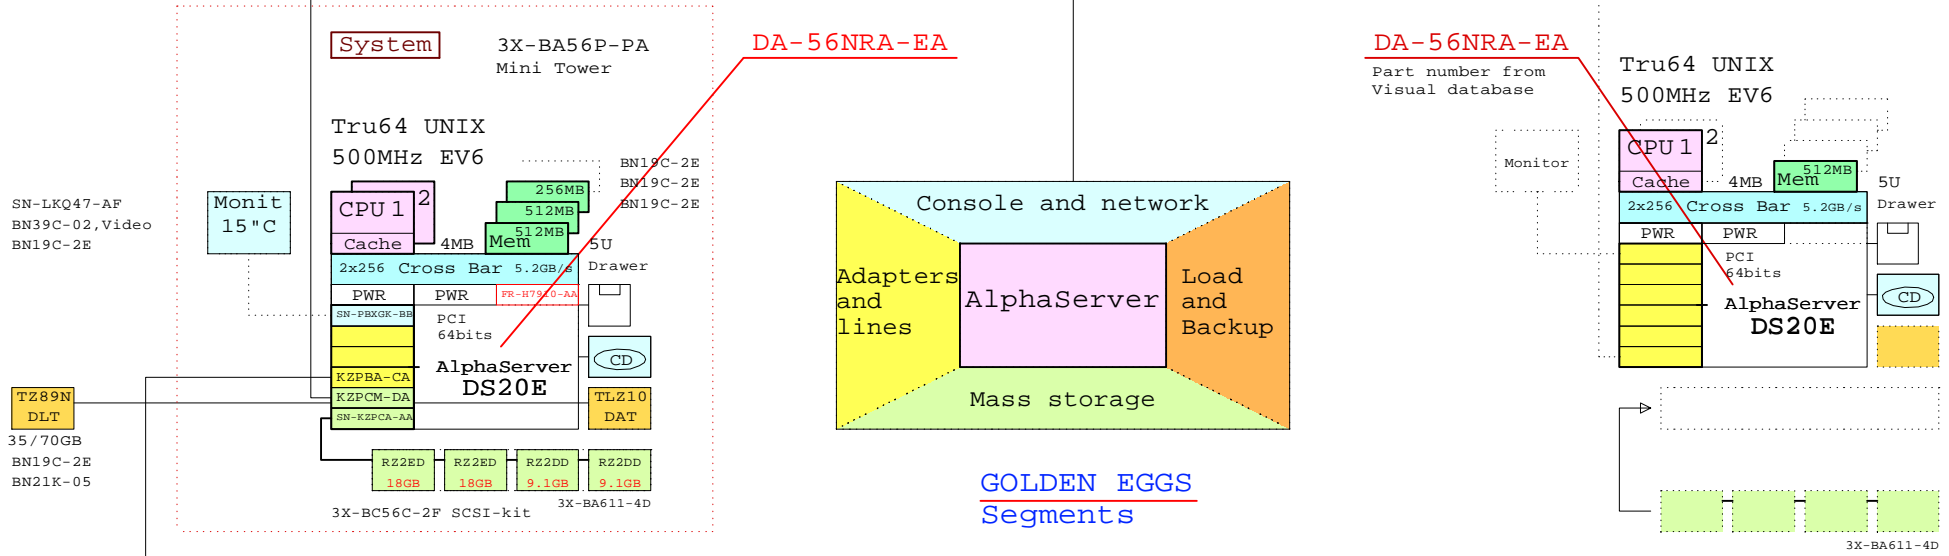 System
3X-BA56P-PA
Mini Tower
DA-56NRA-EA
Tru64 UNIX
500MHz EV6
BN19C-2E
BN19C-2E
BN19C-2E
SN-LKQ47-AF
BN39C-02,Video
BN19C-2E
Monit
15"C
CPU 1
2
Cache
4MB
256MB
512MB
512MB
Mem
5U
Drawer
2x256 Cross Bar 5.2GB/s
PWR
PWR
FR-H7910-AA
SN-PBXGK-BB
PCI
64bits
AlphaServer
DS20E
CD
KZPBA-CA
KZPCM-DA
SN-KZPCA-AA
TZ89N
DLT
35/70GB
BN19C-2E
BN21K-05
TLZ10
DAT
RZ2ED
18GB
RZ2ED
18GB
RZ2DD
9.1GB
RZ2DD
9.1GB
3X-BA611-4D
3X-BC56C-2F SCSI-kit
Console and network
Adapters
and
lines
AlphaServer
Load
and
Backup
Mass storage
GOLDEN EGGS
Segments
DA-56NRA-EA
Part number from
Visual database
Tru64 UNIX
500MHz EV6
Monitor
CPU 1
2
Cache
4MB
512MB
Mem
5U
Drawer
2x256 Cross Bar 5.2GB/s
PWR
PWR
PCI
64bits
AlphaServer
DS20E
CD
3X-BA611-4D